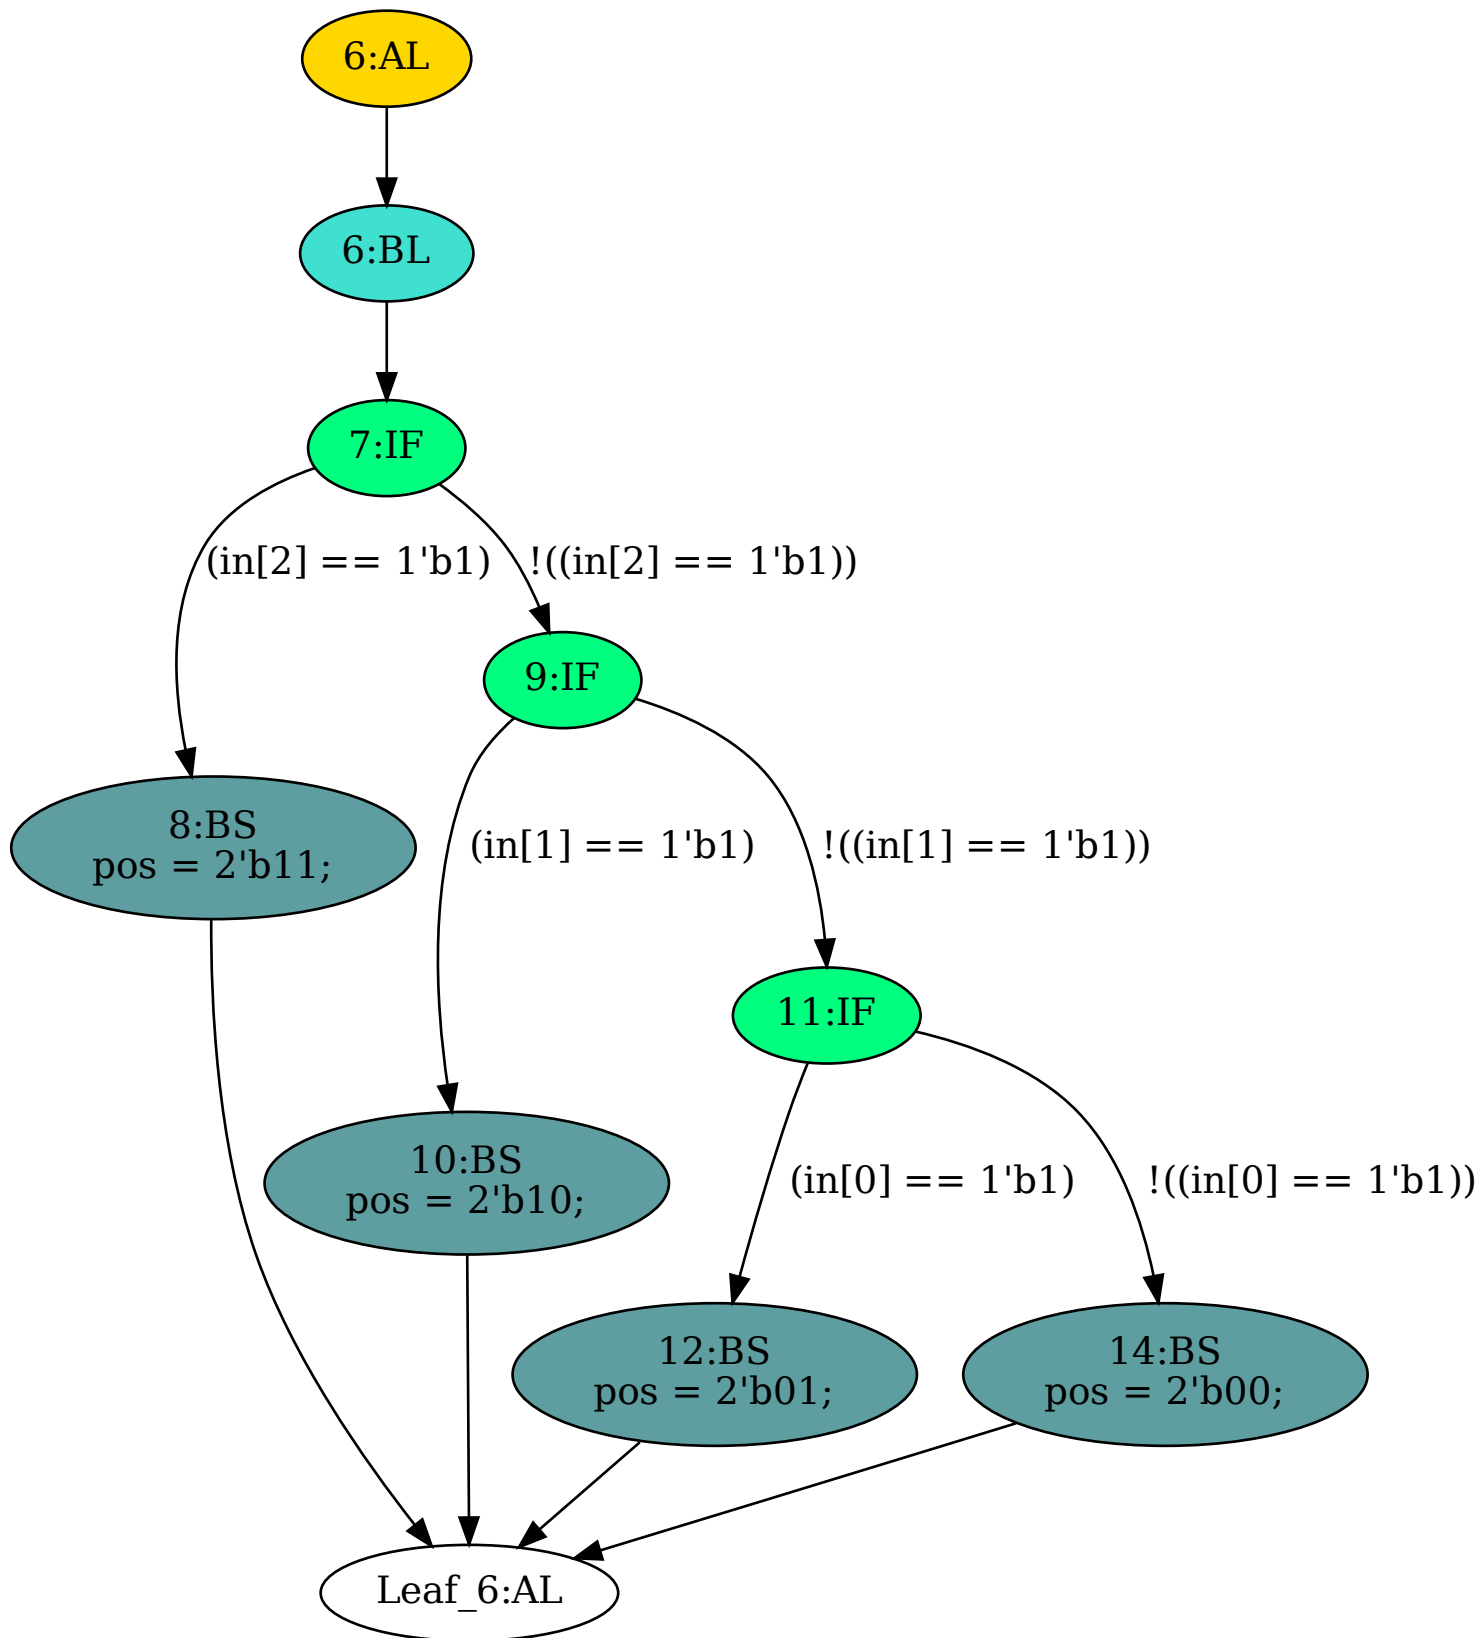 6:AL
6:BL
7:IF
(in[2] == 1'b1)
!((in[2] == 1'b1))
9:IF
8:BS
pos = 2'b11;
(in[1] == 1'b1)
!((in[1] == 1'b1))
11:IF
10:BS
pos = 2'b10;
(in[0] == 1'b1)
!((in[0] == 1'b1))
12:BS
pos = 2'b01;
14:BS
pos = 2'b00;
Leaf_6:AL